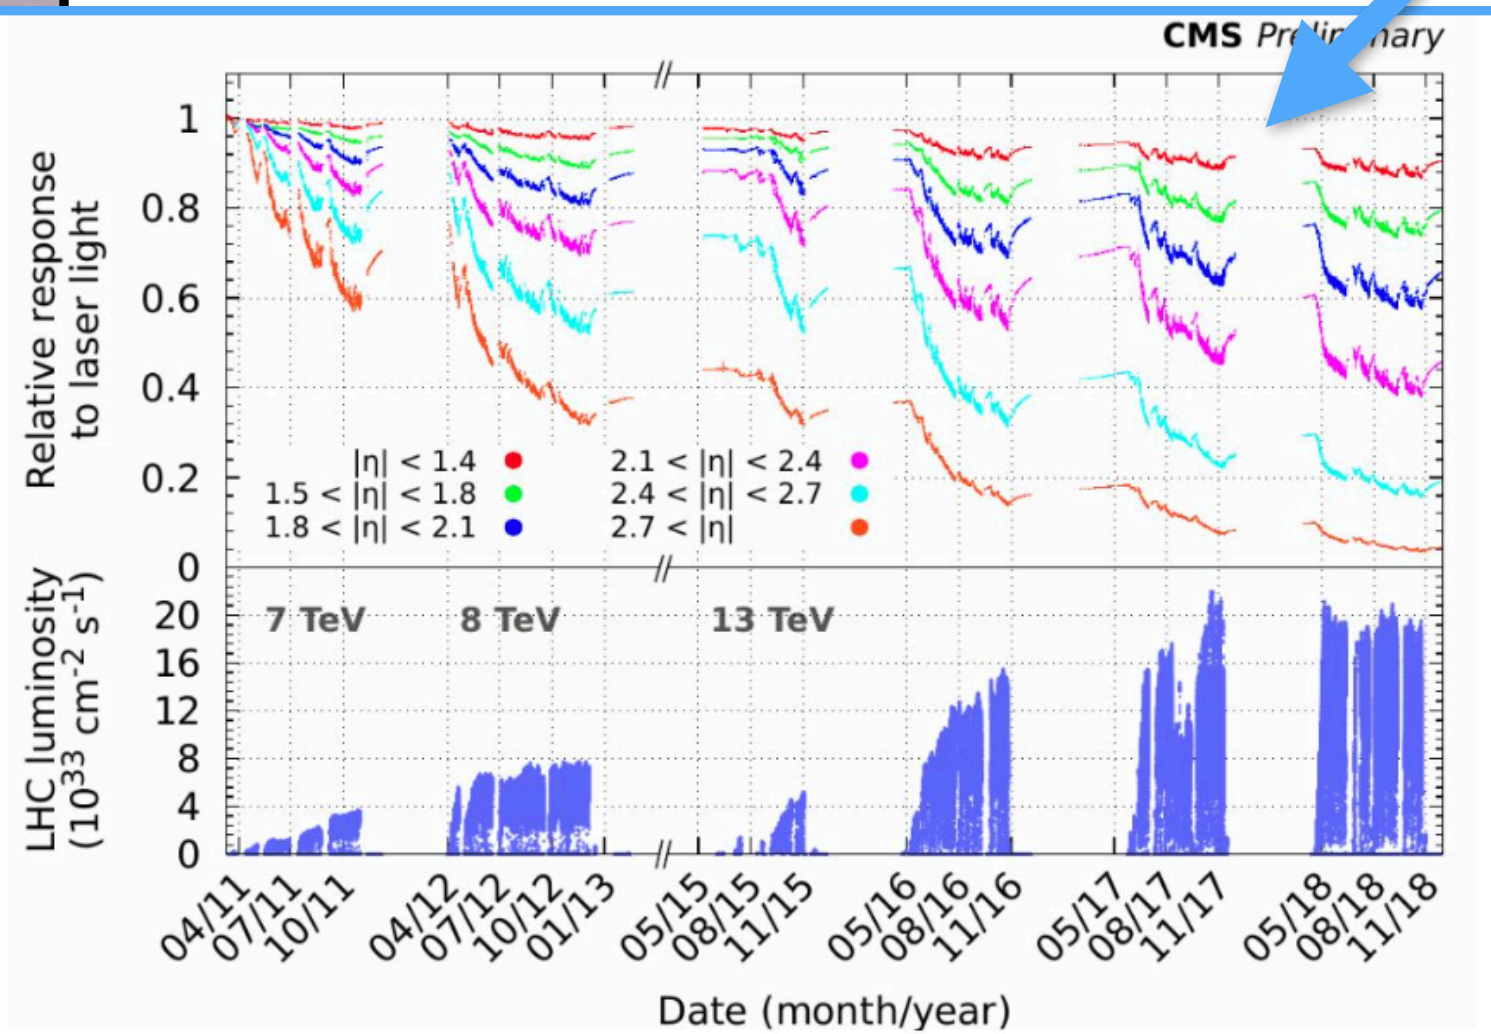 CMS Preliminary
Relative response
to laser light
1
0.8
0.6
0.4
0.2
0
|η| < 1.4
1.5 < |η| < 1.8
1.8 < |η| < 2.1
2.1 < |η| < 2.4
2.4 < |η| < 2.7
2.7 < |η|
LHC luminosity
(10³³ cm⁻² s⁻¹)
20
16
12
8
4
0
7 TeV
8 TeV
13 TeV
04/11
07/11
10/11
04/12
07/12
10/12
01/13
05/15
08/15
11/15
05/16
08/16
11/16
05/17
08/17
11/17
05/18
08/18
11/18
Date (month/year)